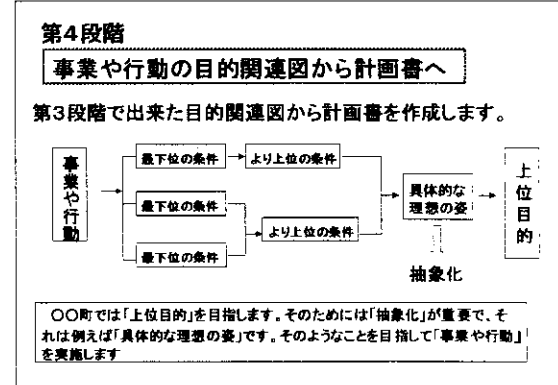 第4段階
事業や行動の目的関連図から計画書へ
第3段階で出来た目的関連図から計画書を作成します。
事業や行動
最下位の条件
より上位の条件
最下位の条件
より上位の条件
最下位の条件
具体的な
理想の姿
上位目的
抽象化
〇〇町では「上位目的」を目指します。そのためには「抽象化」が重要で、そ
れは例えば「具体的な理想の姿」です。そのようなことを目指して「事業や行動」
を実施します